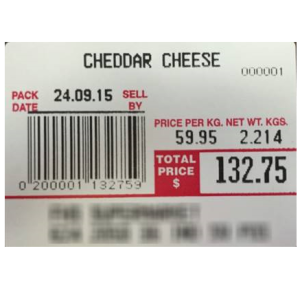 CHEDDAR CHEESE
000001
PACK DATE 24.09.15 SELL BY
PRICE PER KG. NET WT. KGS.
59.95 2.214
TOTAL PRICE $ 132.75
0 200001 132759